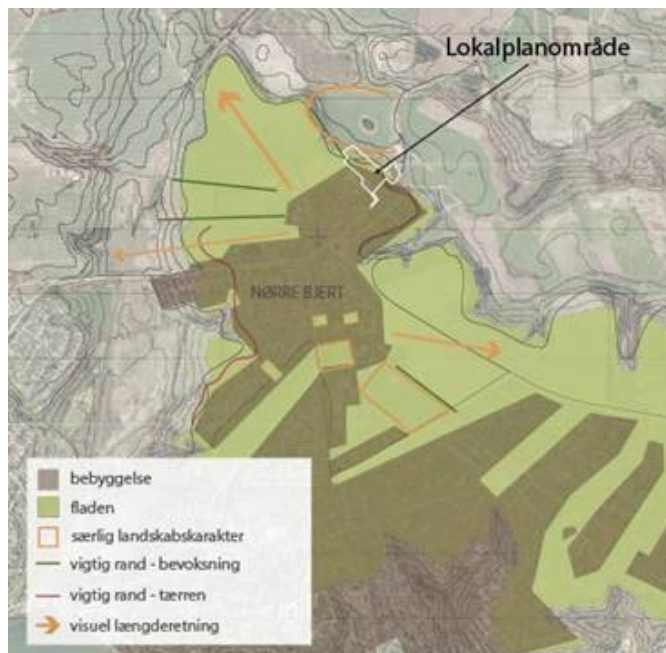 Lokalplanområde
NØRRE BJERT
bebyggelse
fladen
særlig landskabskarakter
vigtig rand - bevoksning
vigtig rand - tærren
visuel længderetning